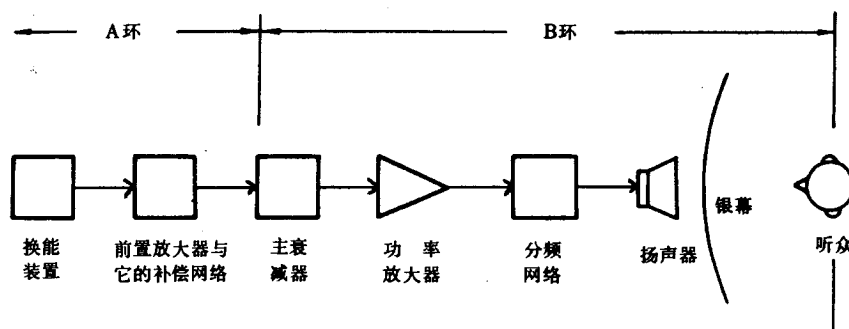 A环
B环
换能
装置
前置放大器与
它的补偿网络
主衰
减器
功 率
放大器
分频
网络
扬声器
银幕
听众